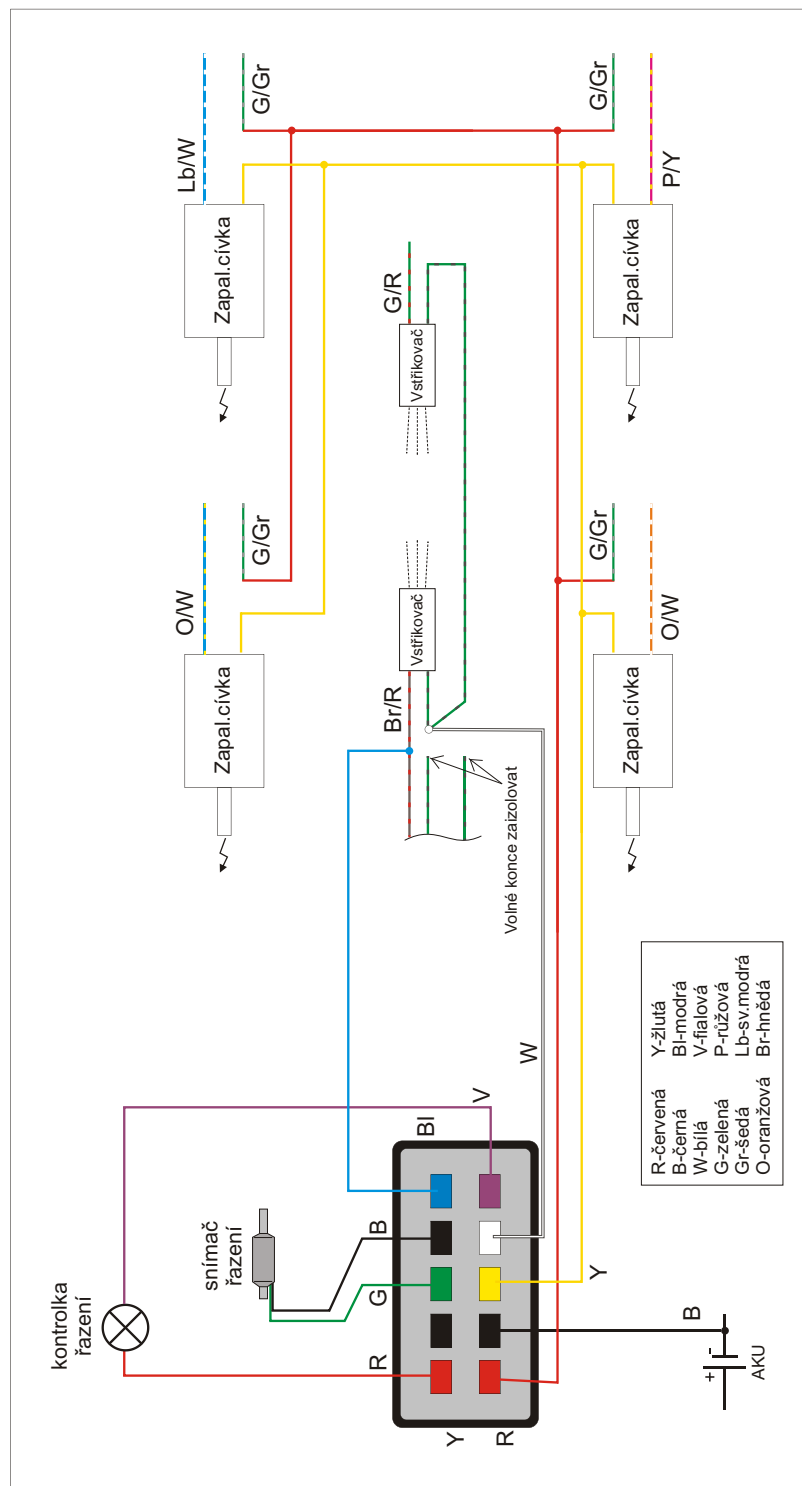 Lb/W
G/Gr
G/Gr
P/Y
Zapal.cívka
Zapal.cívka
G/R
Vstřikovač
O/W
G/Gr
G/Gr
O/W
Vstřikovač
Zapal.cívka
Zapal.cívka
Br/R
Volné konce zaizolovat
W
V
Bl
kontrolka
řazení
snímač
řazení
B
G
R
Y
R
Y
B
+
-
AKU
R-červená
B-černá
W-bílá
G-zelená
Gr-šedá
O-oranžová
Y-žlutá
Bl-modrá
V-fialová
P-růžová
Lb-sv.modrá
Br-hnědá